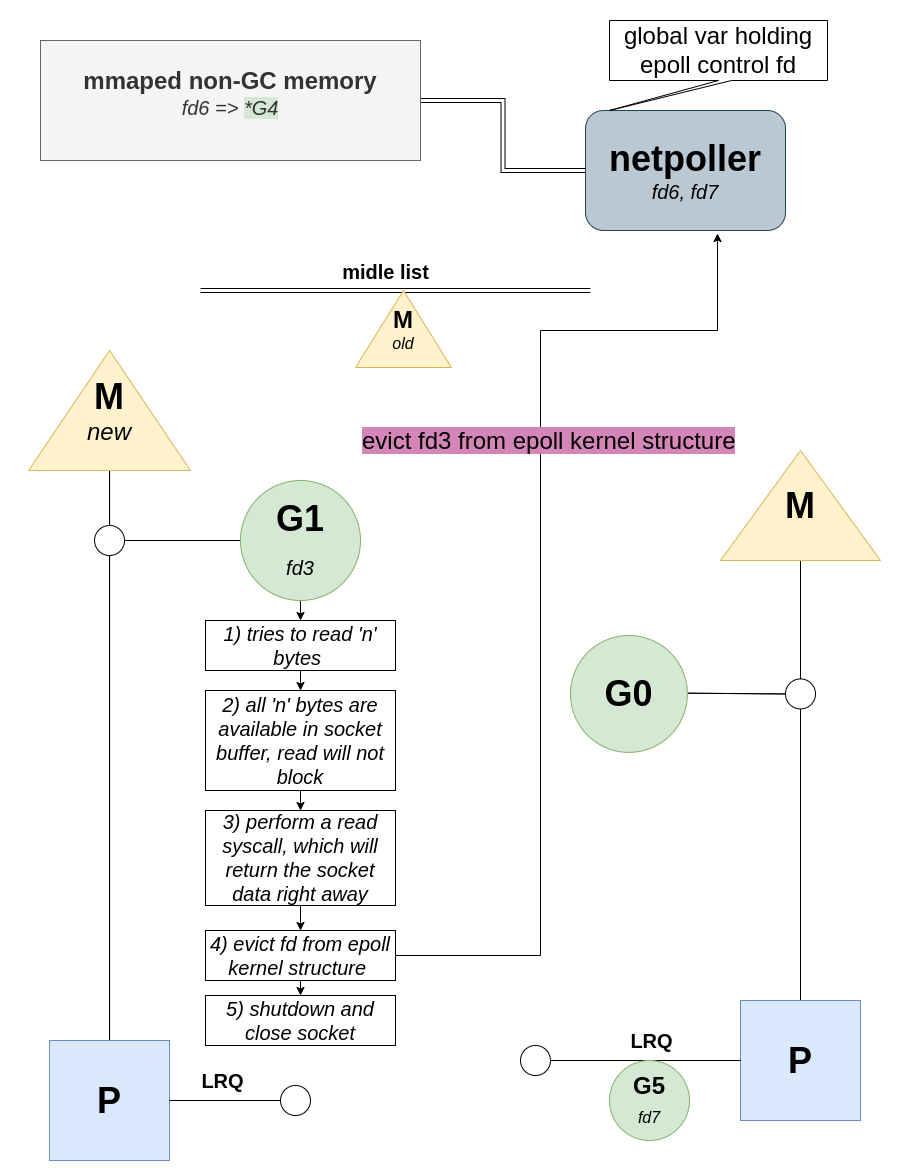 global var holding
epoll control fd
mmaped non-GC memory
fd6 => *G4
netpoller
fd6, fd7
midle list
M
old
M
new
evict fd3 from epoll kernel structure
M
G1
fd3
1) tries to read 'n'
bytes
2) all 'n' bytes are
available in socket
buffer, read will not
block
G0
3) perform a read
syscall, which will
return the socket
data right away
4) evict fd from epoll
kernel structure
5) shutdown and
close socket
P
LRQ
LRQ
G5
fd7
P